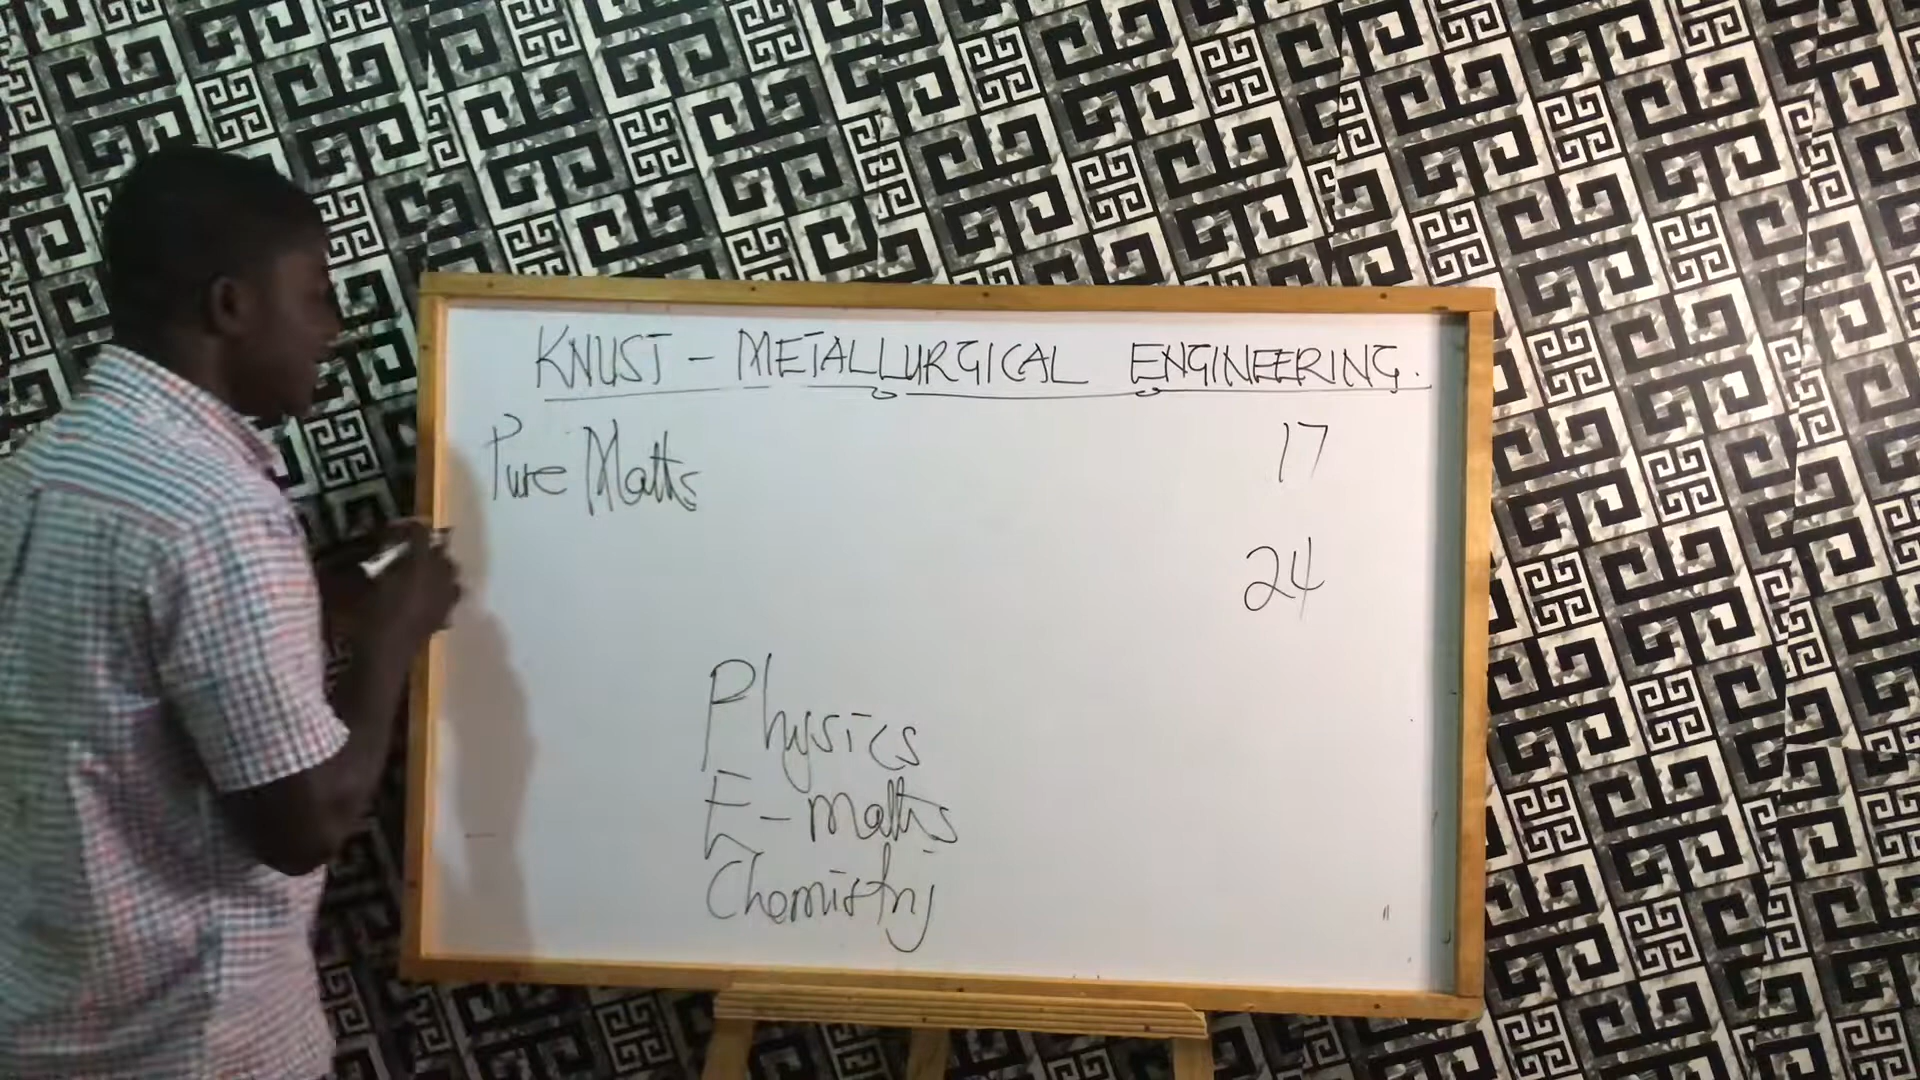 KNUST - METALLURGICAL ENGINEERING.
Pure Maths 17
24
Physics
E-maths
Chemistry